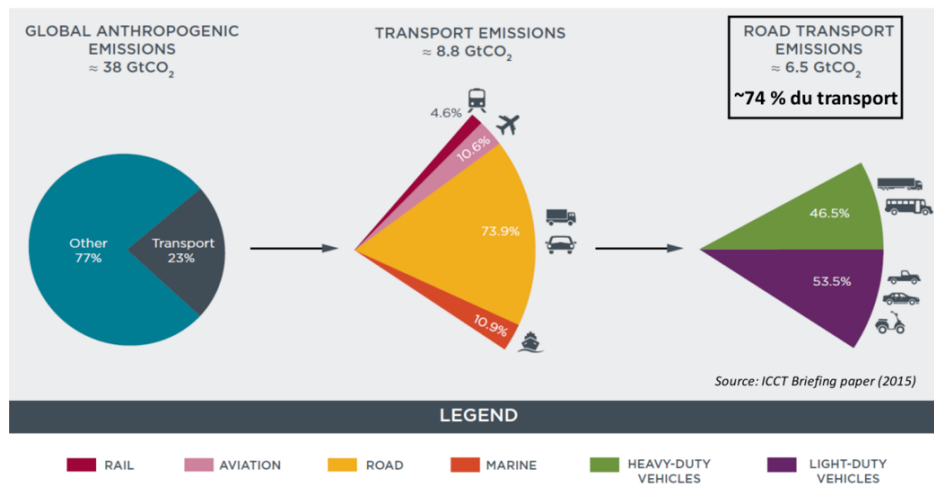 GLOBAL ANTHROPOGENIC
EMISSIONS
≈ 38 GtCO₂
TRANSPORT EMISSIONS
≈ 8.8 GtCO₂
ROAD TRANSPORT
EMISSIONS
≈ 6.5 GtCO₂
~74 % du transport
Other
77%
Transport
23%
4.6%
10.6%
73.9%
10.9%
46.5%
53.5%
Source: ICCT Briefing paper (2015)
LEGEND
RAIL
AVIATION
ROAD
MARINE
HEAVY-DUTY
VEHICLES
LIGHT-DUTY
VEHICLES